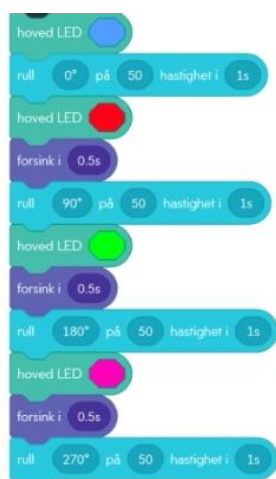 hoved LED
rull 0° på 50 hastighet i 1s
hoved LED
forsink i 0.5s
rull 90° på 50 hastighet i 1s
hoved LED
forsink i 0.5s
rull 180° på 50 hastighet i 1s
hoved LED
forsink i 0.5s
rull 270° på 50 hastighet i 1s